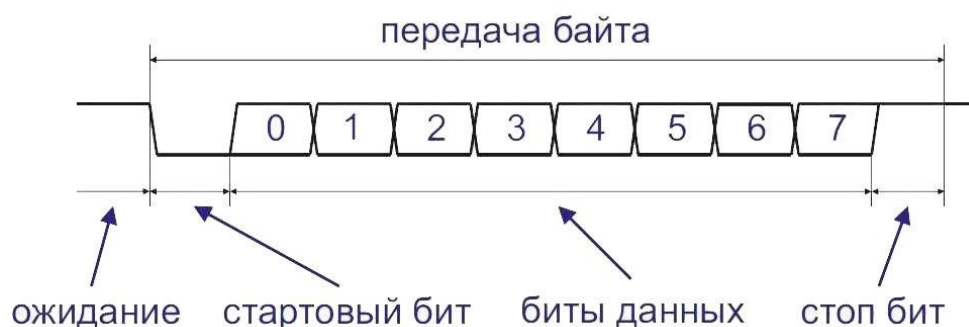 передача байта
0 1 2 3 4 5 6 7
ожидание стартовый бит биты данных стоп бит